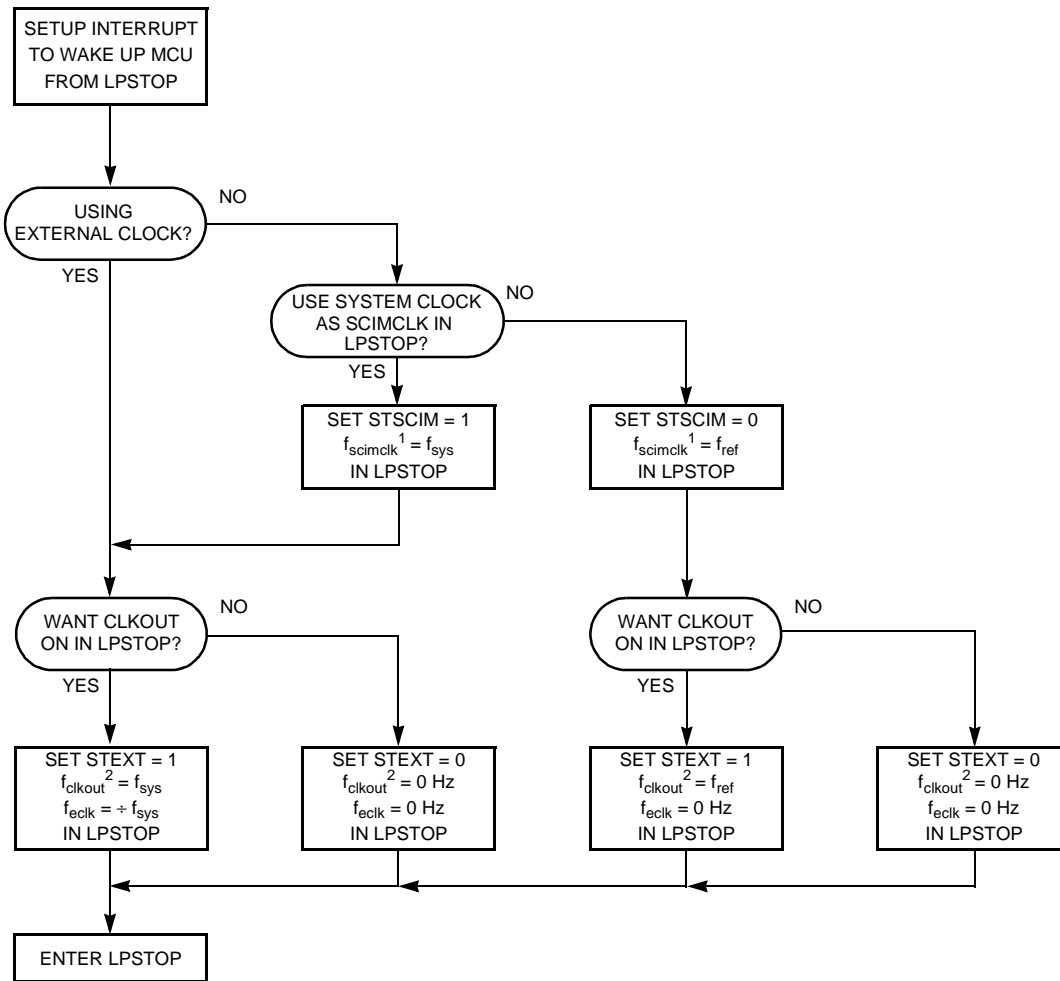 SETUP INTERRUPT
TO WAKE UP MCU
FROM LPSTOP
USING
EXTERNAL CLOCK?
NO
YES
USE SYSTEM CLOCK
AS SCIMCLK IN
LPSTOP?
NO
YES
SET STSCIM = 1
fscimclk1 = fsys
IN LPSTOP
SET STSCIM = 0
fscimclk1 = fref
IN LPSTOP
WANT CLKOUT
ON IN LPSTOP?
NO
YES
WANT CLKOUT
ON IN LPSTOP?
NO
YES
SET STEXT = 1
fclkout2 = fsys
feclk = ÷ fsys
IN LPSTOP
SET STEXT = 0
fclkout2 = 0 Hz
feclk = 0 Hz
IN LPSTOP
SET STEXT = 1
fclkout2 = fref
feclk = 0 Hz
IN LPSTOP
SET STEXT = 0
fclkout2 = 0 Hz
feclk = 0 Hz
IN LPSTOP
ENTER LPSTOP